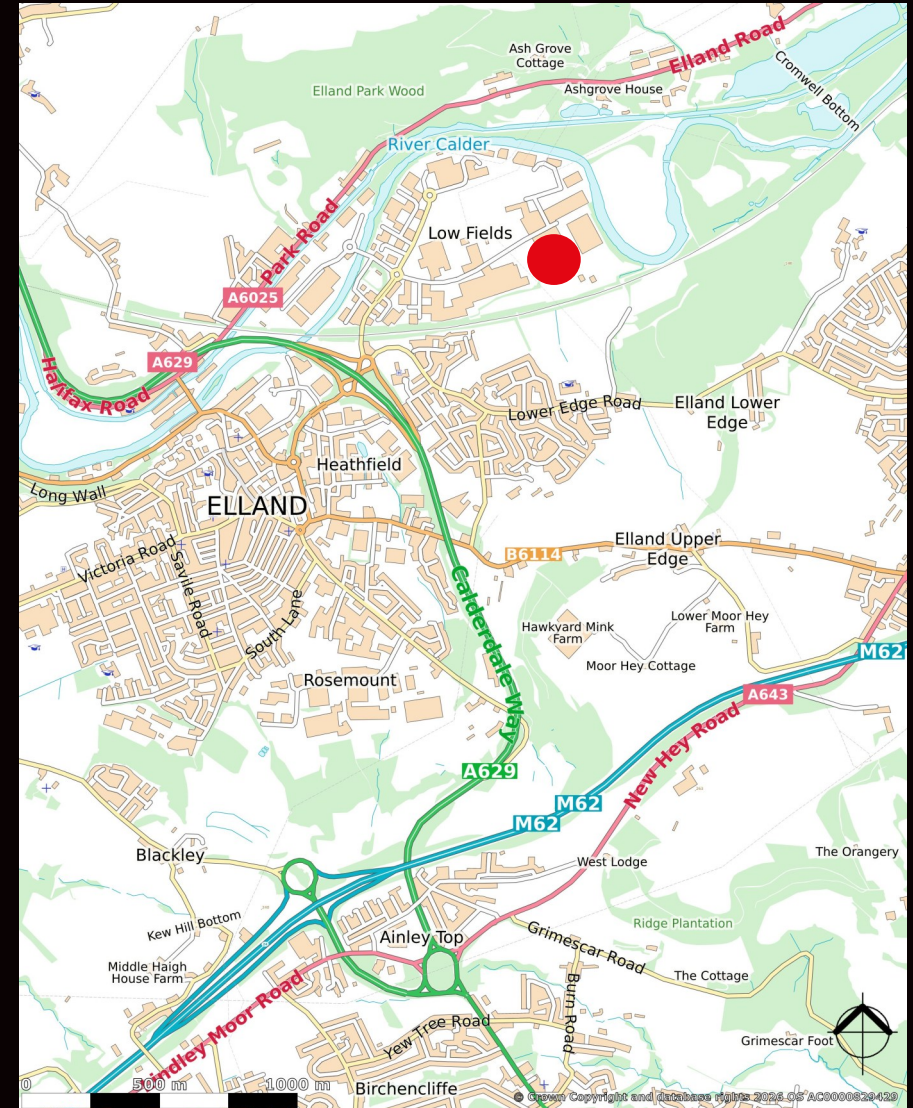 Elland Road
Ash Grove
Cottage
Cromwell Bottom
Elland Park Wood
Ashgrove House
River Calder
Park Road
Low Fields
A6025
A629
Halifax Road
Lower Edge Road
Elland Lower
Edge
Heathfield
Long Wall
ELLAND
Victoria Road
Savile Road
B6114
Elland Upper
Edge
Calderdale Way
South Lane
Hawkyard Mink
Farm
Lower Moor Hey
Farm
Moor Hey Cottage
M62
Rosemount
A643
New Hey Road
A629
M62
M62
Blackley
West Lodge
The Orangery
Kew Hill Bottom
Ridge Plantation
Ainley Top
Grimescar Road
Middle Haigh
House Farm
The Cottage
Burn Road
Lindley Moor Road
Yew Tree Road
Grimescar Foot
0 500 m 1000 m
Birchencliffe
© Crown Copyright and database rights 2026 OS AC0000829429